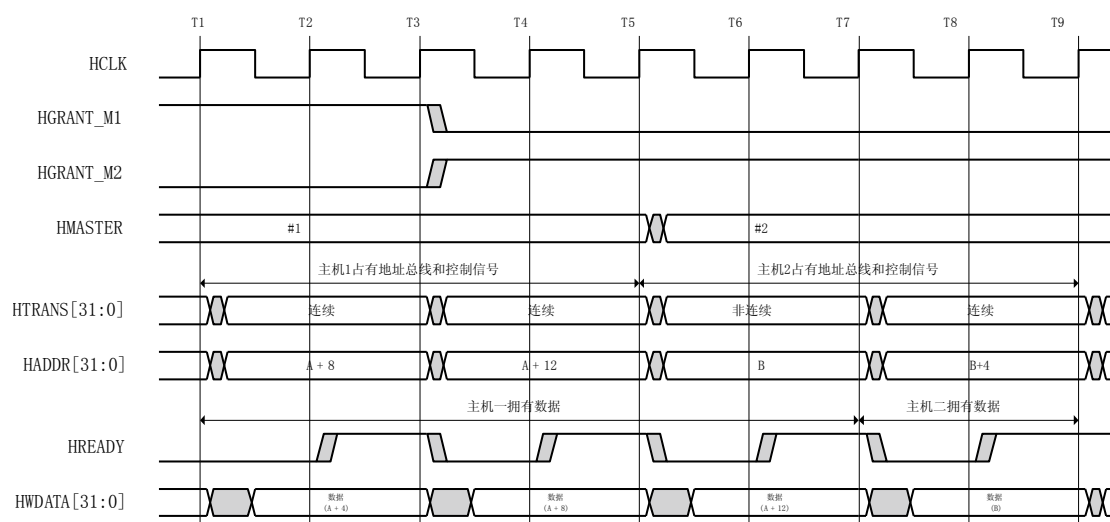 T1 T2 T3 T4 T5 T6 T7 T8 T9
HCLK
HGRANT_M1
HGRANT_M2
HMASTER #1 #2
主机1占有地址总线和控制信号 主机2占有地址总线和控制信号
HTRANS[31:0] 连续 连续 非连续 连续
HADDR[31:0] A + 8 A + 12 B B+4
主机一拥有数据 主机二拥有数据
HREADY
HWDATA[31:0] 数据 数据 数据 数据
(A + 4) (A + 8) (A + 12) (B)